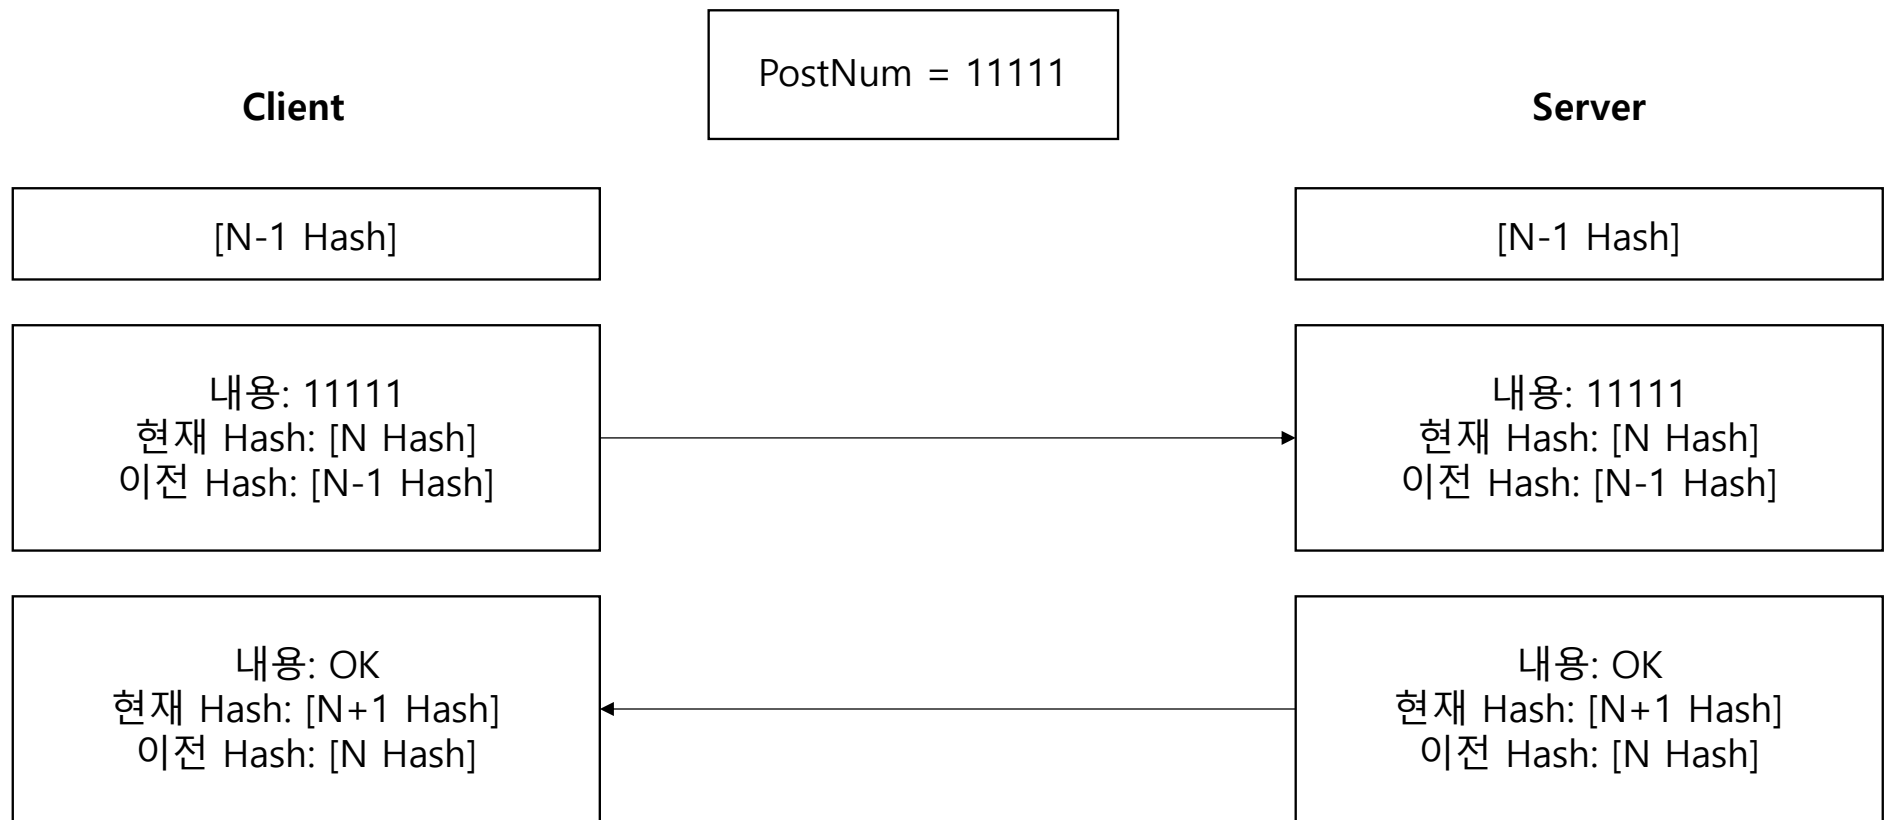 PostNum = 11111
Client
Server
[N-1 Hash]
[N-1 Hash]
내용: 11111
현재 Hash: [N Hash]
이전 Hash: [N-1 Hash]
내용: 11111
현재 Hash: [N Hash]
이전 Hash: [N-1 Hash]
내용: OK
현재 Hash: [N+1 Hash]
이전 Hash: [N Hash]
내용: OK
현재 Hash: [N+1 Hash]
이전 Hash: [N Hash]